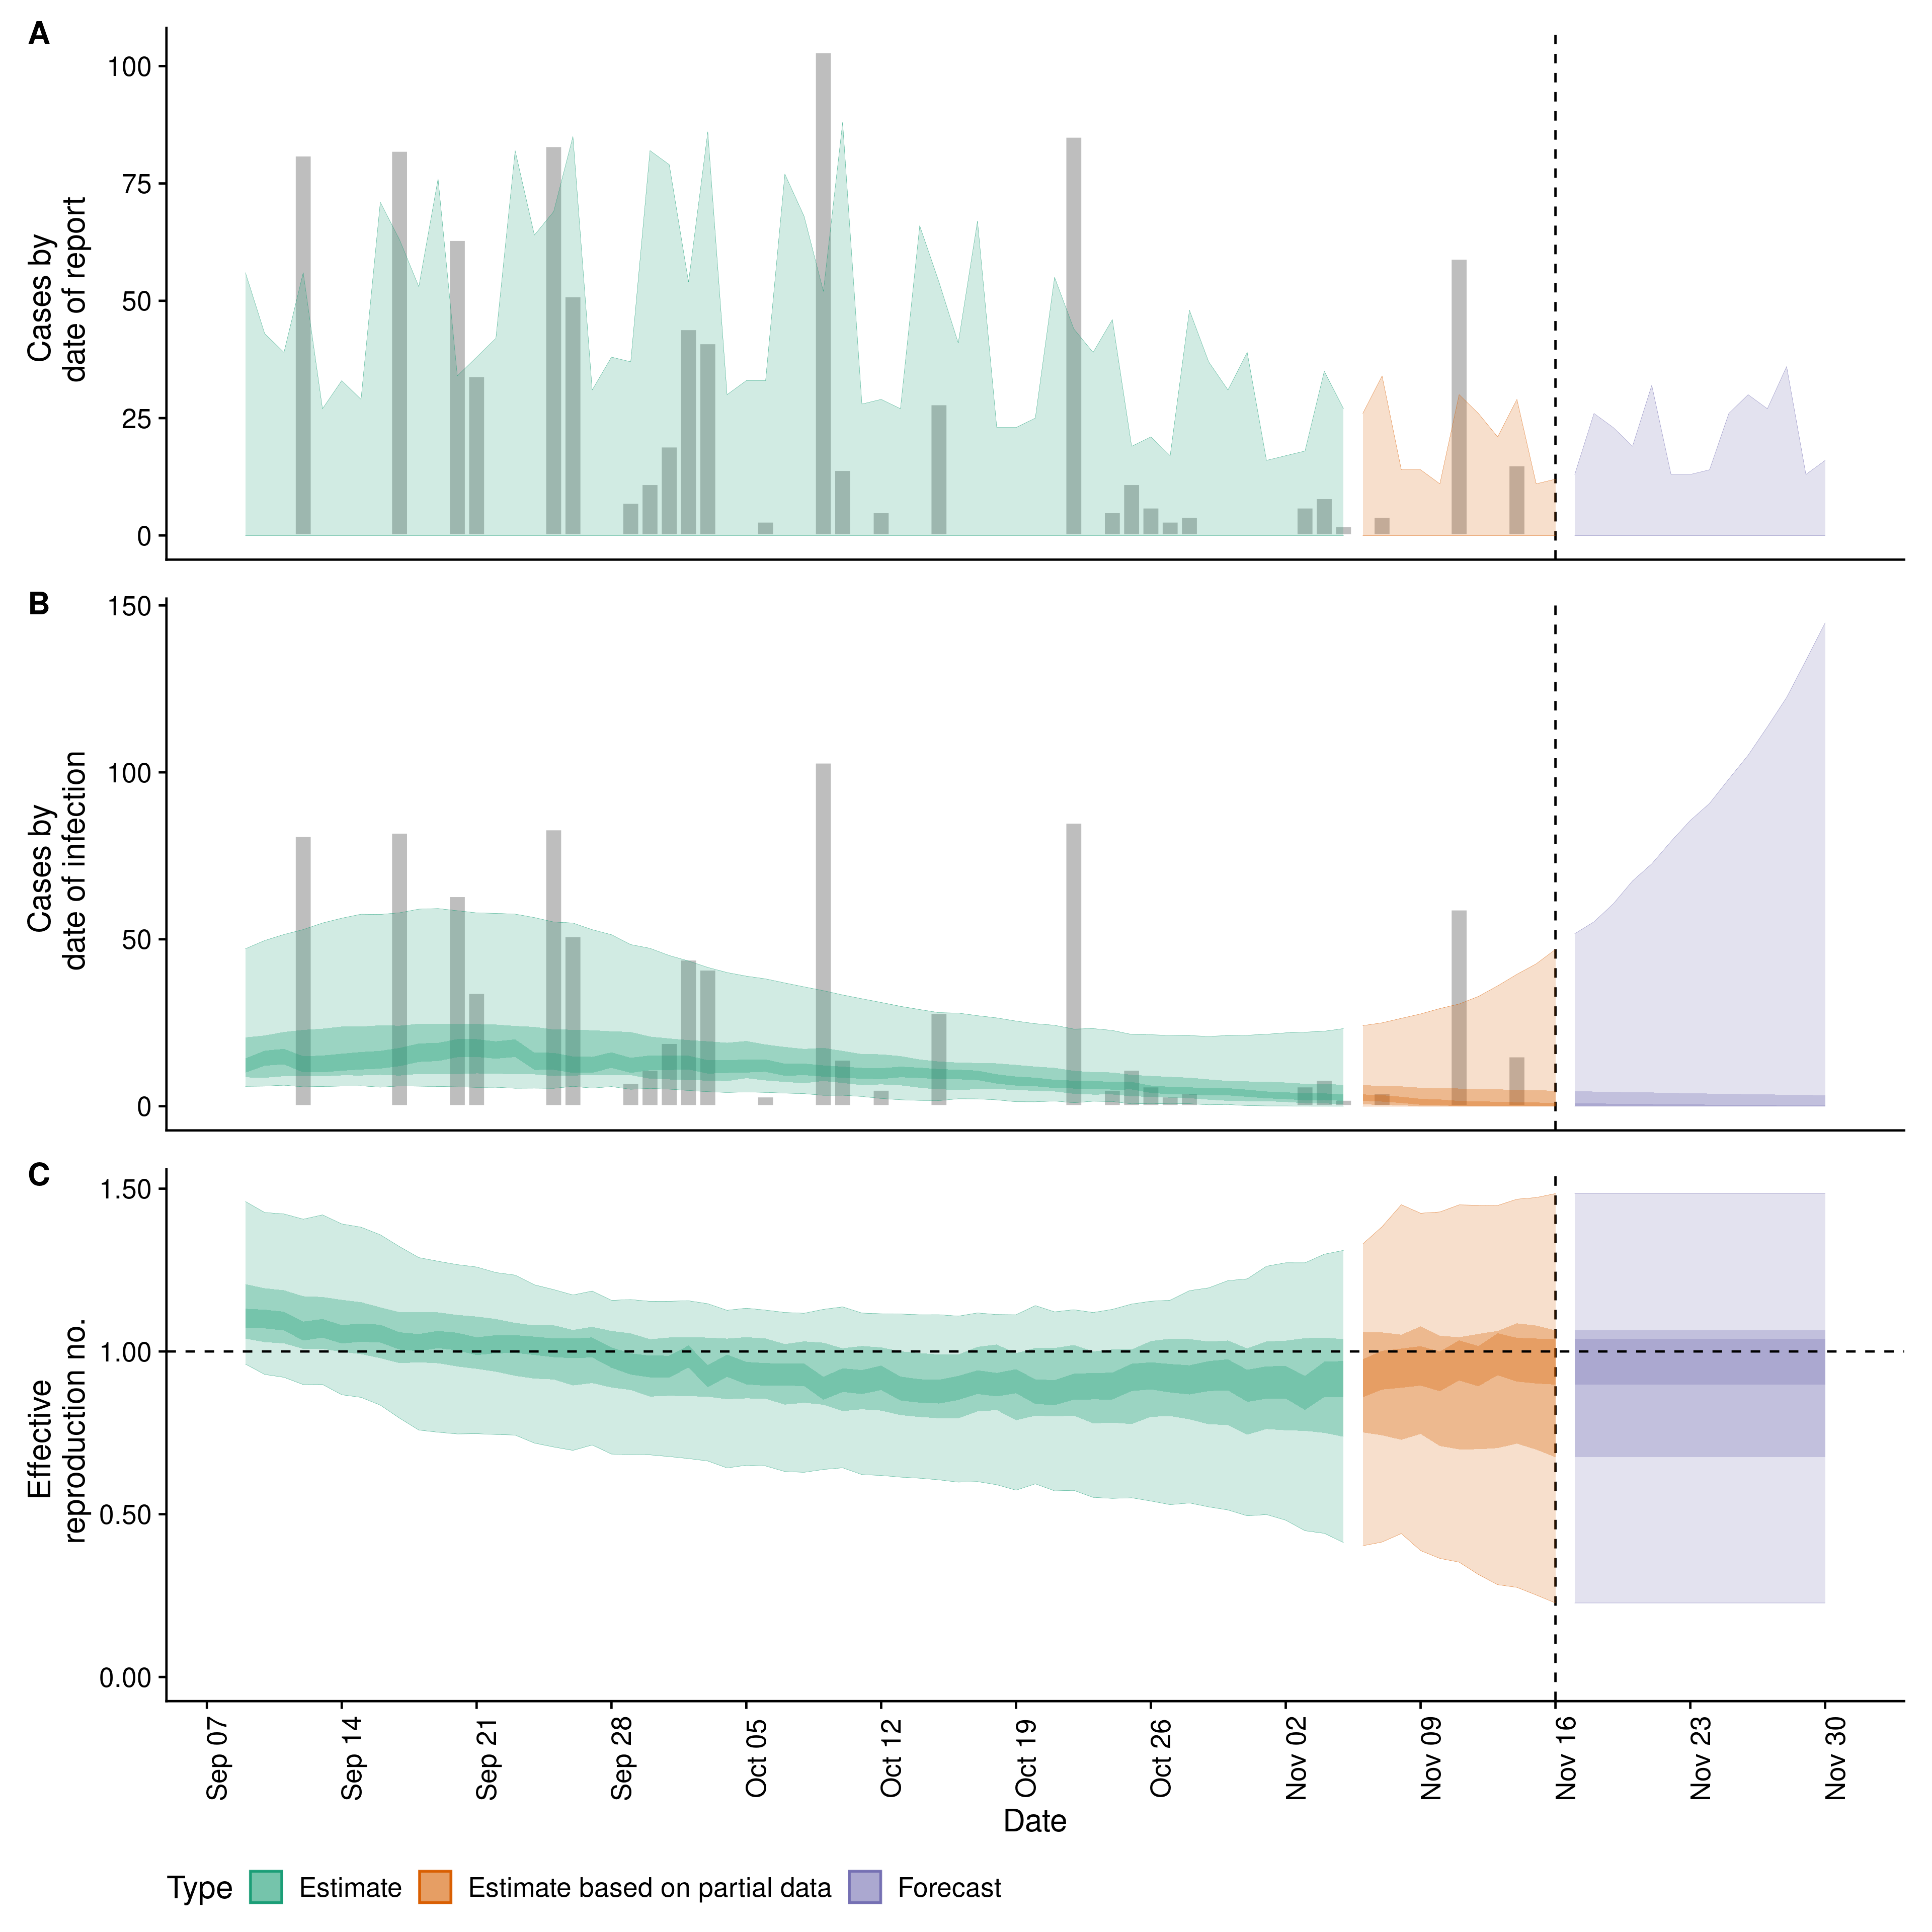 A
Cases by
date of report
100
75
50
25
0
B
Cases by
date of infection
150
100
50
0
C
Effective
reproduction no.
1.50
1.00
0.50
0.00
Sep 07
Sep 14
Sep 21
Sep 28
Oct 05
Oct 12
Oct 19
Oct 26
Nov 02
Nov 09
Nov 16
Nov 23
Nov 30
Date
Type Estimate Estimate based on partial data Forecast